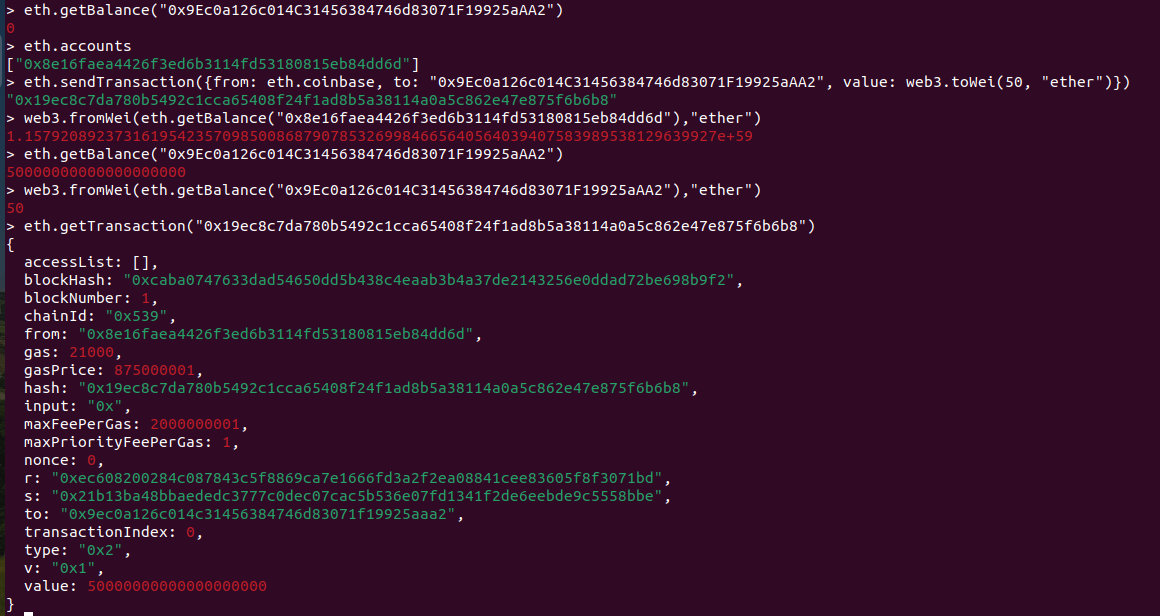 > eth.getBalance("0x9Ec0a126c014C31456384746d83071F19925aAA2")
0
> eth.accounts
["0x8e16faea4426f3ed6b3114fd53180815eb84dd6d"]
> eth.sendTransaction({from: eth.coinbase, to: "0x9Ec0a126c014C31456384746d83071F19925aAA2", value: web3.toWei(50, "ether")})
"0x19ec8c7da780b5492c1cca65408f24f1ad8b5a38114a0a5c862e47e875f6b6b8"
> web3.fromWei(eth.getBalance("0x8e16faea4426f3ed6b3114fd53180815eb84dd6d"),"ether")
1.15792089237316195423570985008687907853269984665640564039407583989538129639927e+59
> eth.getBalance("0x9Ec0a126c014C31456384746d83071F19925aAA2")
50000000000000000000
> web3.fromWei(eth.getBalance("0x9Ec0a126c014C31456384746d83071F19925aAA2"),"ether")
50
> eth.getTransaction("0x19ec8c7da780b5492c1cca65408f24f1ad8b5a38114a0a5c862e47e875f6b6b8")
{
  accessList: [],
  blockHash: "0xcaba0747633dad54650dd5b438c4eaab3b4a37de2143256e0ddad72be698b9f2",
  blockNumber: 1,
  chainId: "0x539",
  from: "0x8e16faea4426f3ed6b3114fd53180815eb84dd6d",
  gas: 21000,
  gasPrice: 875000001,
  hash: "0x19ec8c7da780b5492c1cca65408f24f1ad8b5a38114a0a5c862e47e875f6b6b8",
  input: "0x",
  maxFeePerGas: 2000000001,
  maxPriorityFeePerGas: 1,
  nonce: 0,
  r: "0xec608200284c087843c5f8869ca7e1666fd3a2f2ea08841cee83605f8f3071bd",
  s: "0x21b13ba48bbaededc3777c0dec07cac5b536e07fd1341f2de6eebde9c5558bbe",
  to: "0x9ec0a126c014c31456384746d83071f19925aaa2",
  transactionIndex: 0,
  type: "0x2",
  v: "0x1",
  value: 50000000000000000000
}